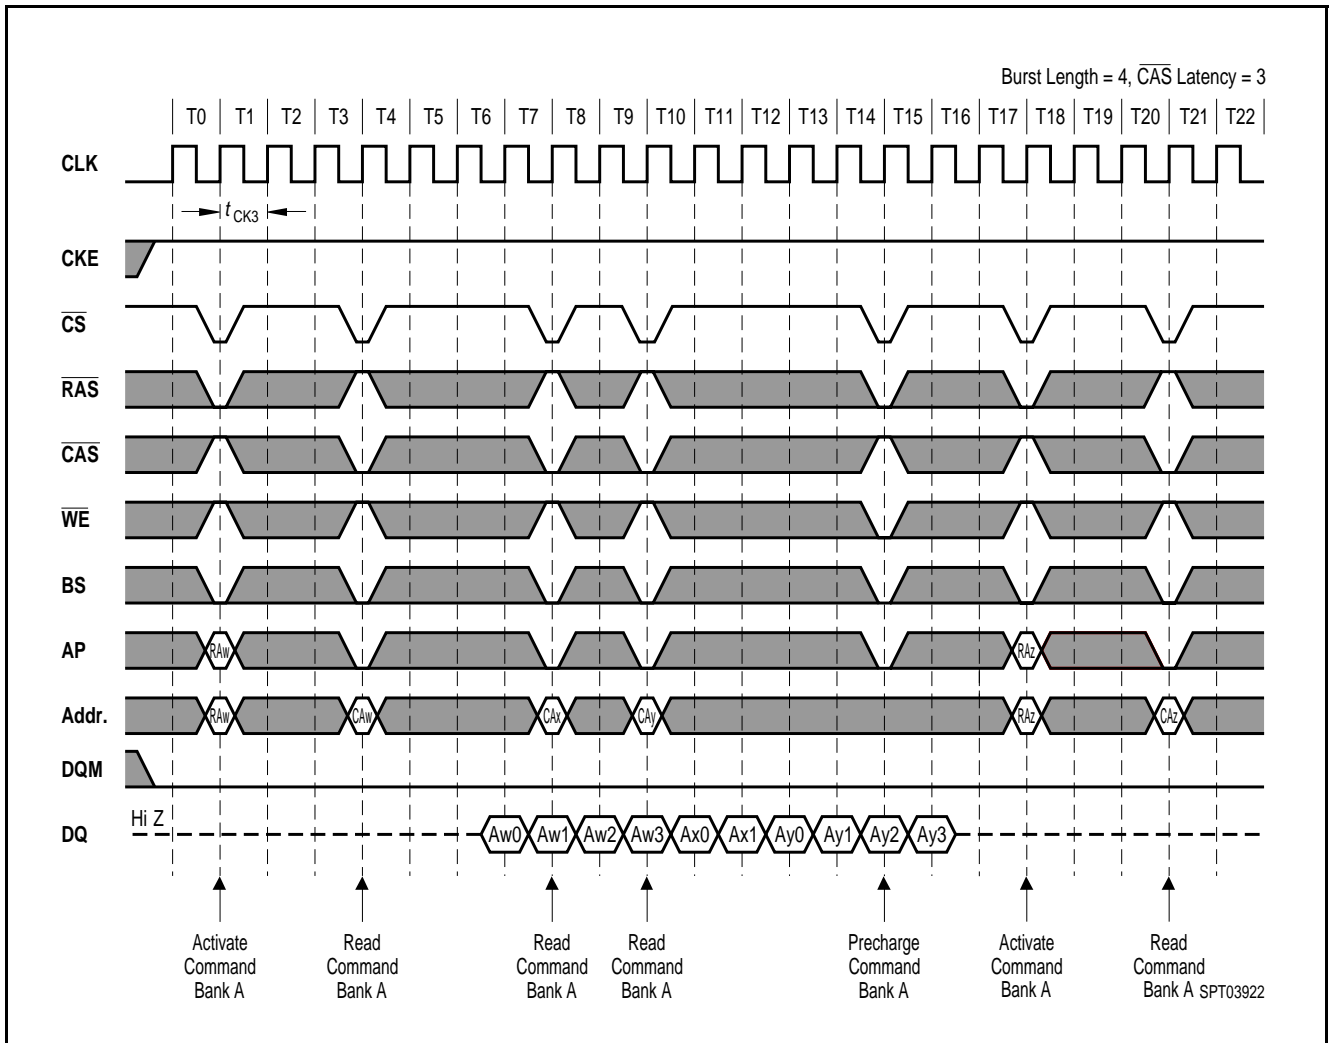 Burst Length = 4, CAS Latency = 3
T0 T1 T2 T3 T4 T5 T6 T7 T8 T9 T10 T11 T12 T13 T14 T15 T16 T17 T18 T19 T20 T21 T22
CLK
t CK3
CKE
CS
RAS
CAS
WE
BS
AP RAw RAz
Addr. RAw CAw CAx CAy RAz CAz
DQM
Hi Z
DQ Aw0 Aw1 Aw2 Aw3 Ax0 Ax1 Ay0 Ay1 Ay2 Ay3
Activate Read Read Read Precharge Activate Read
Command Command Command Command Command Command Command
Bank A Bank A Bank A Bank A Bank A Bank A Bank A SPT03922